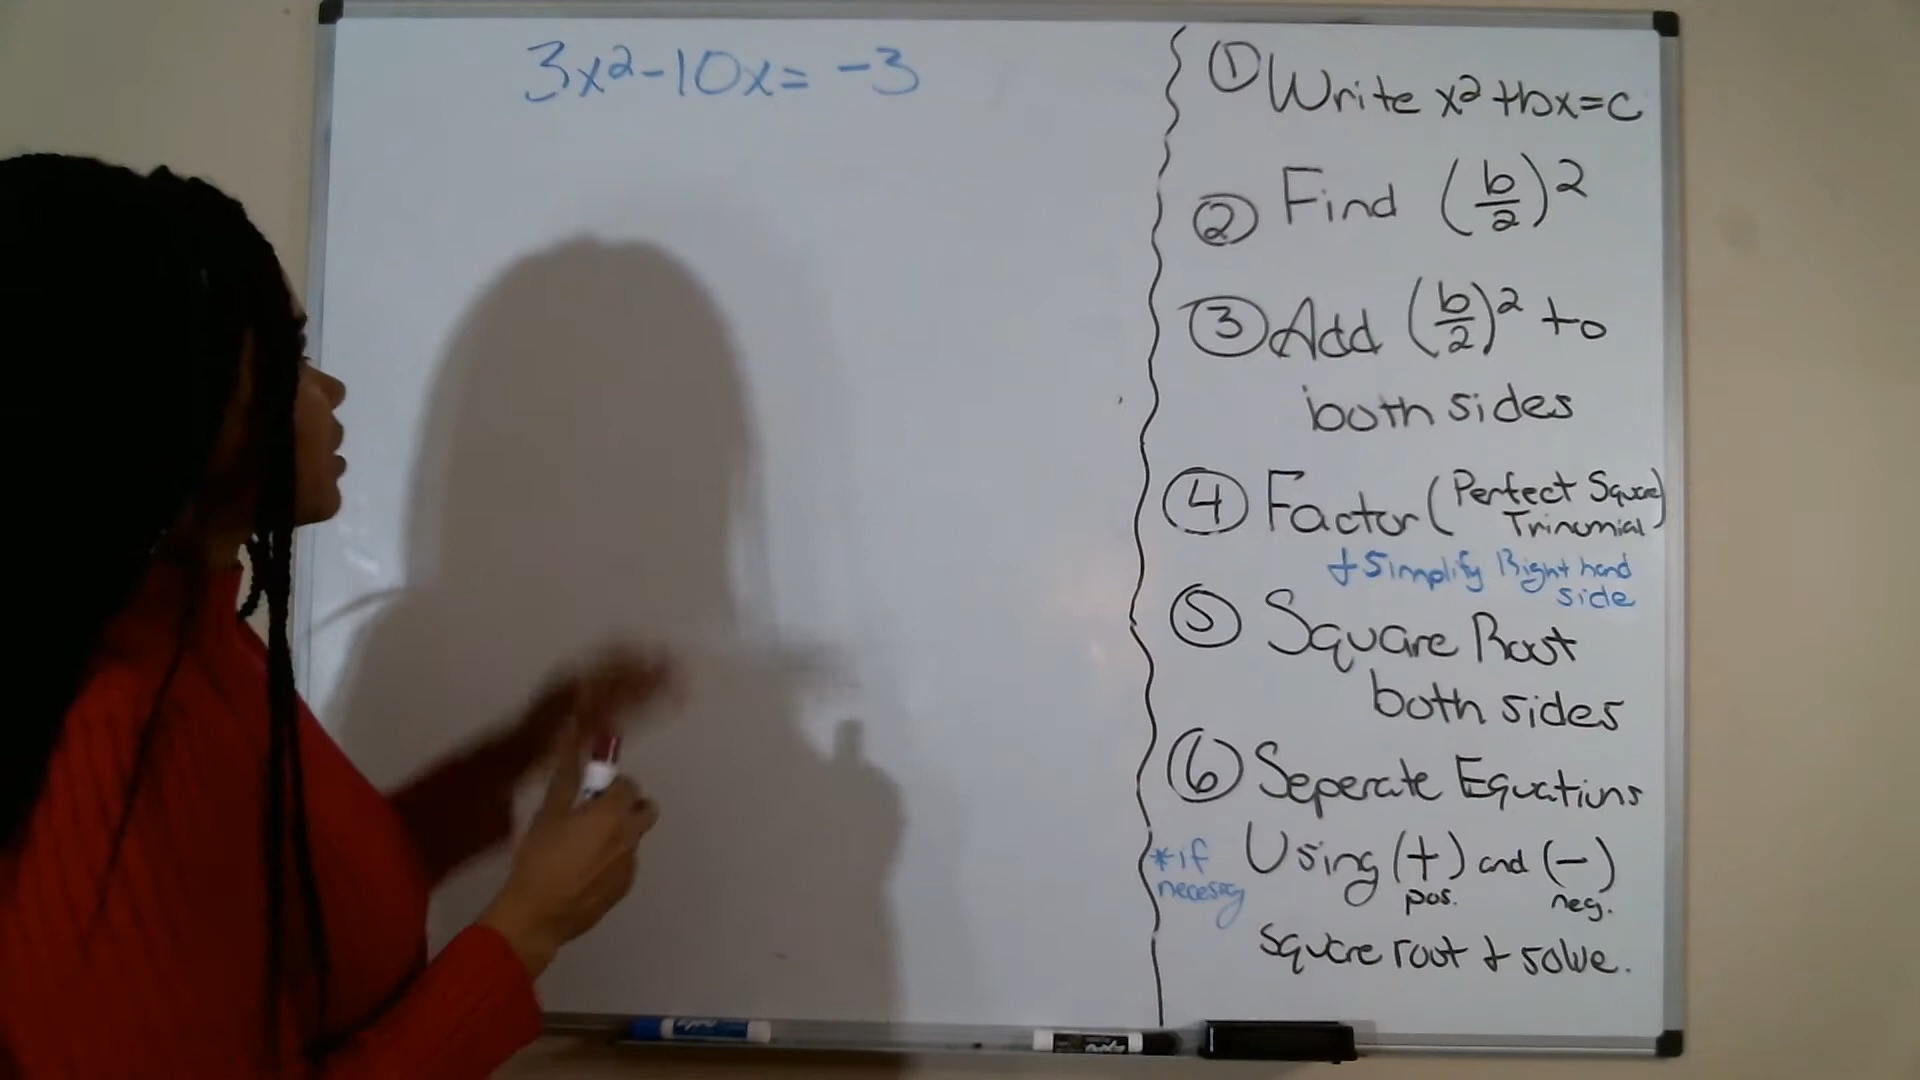 3x²-10x= -3
① Write x²+bx=c
② Find (b/2)²
③ Add (b/2)² to
both sides
④ Factor (Perfect Square
Trinomial)
+ Simplify Right hand
side
⑤ Square Root
both sides
⑥ Seperate Equations
*if
necessary
Using (+) and (-)
pos. neg.
square root + solve.
expo
expo